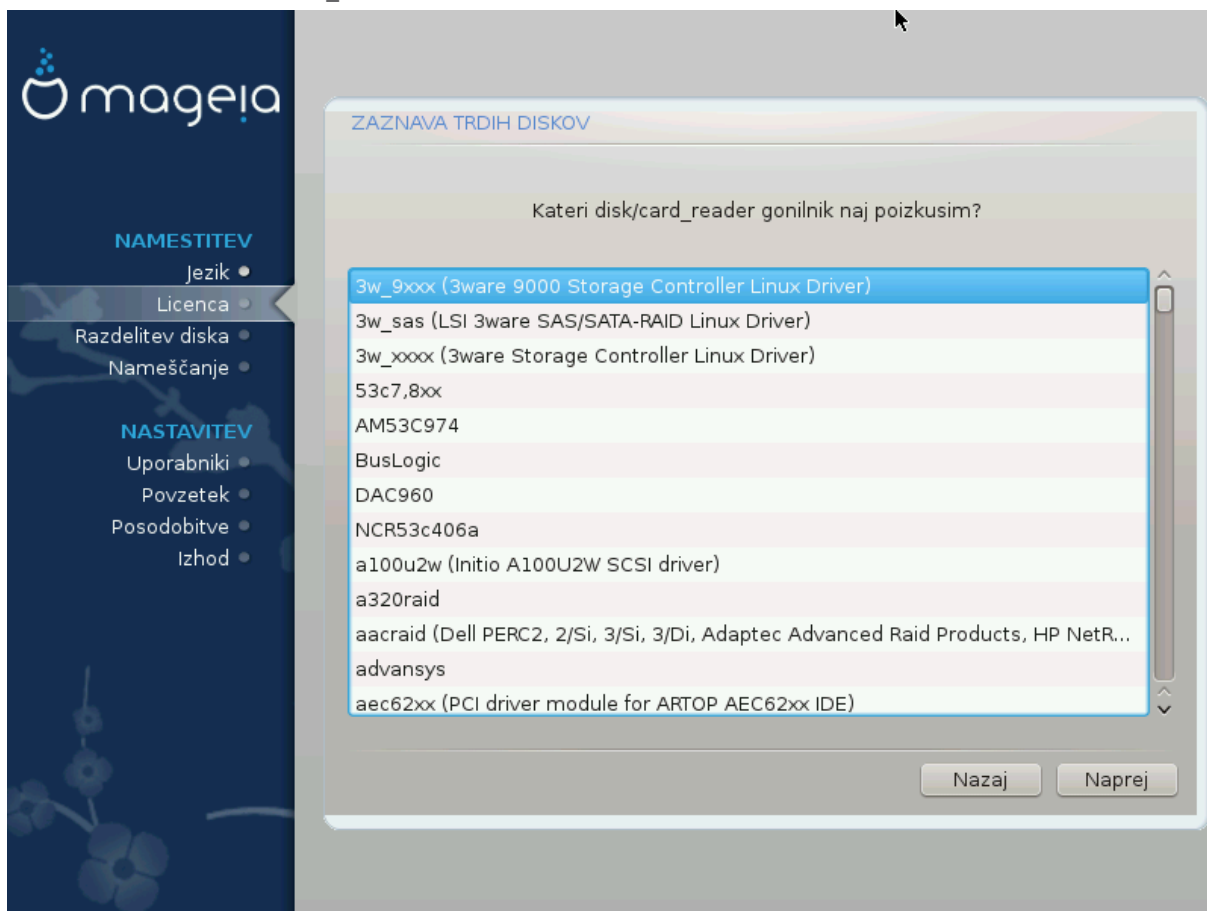 mageia
NAMESTITEV
Jezik
Licenca
Razdelitev diska
Nameščanje
NASTAVITEV
Uporabniki
Povzetek
Posodobitve
Izhod
ZAZNAVA TRDIH DISKOV
Kateri disk/card_reader gonilnik naj poizkusim?
3w_9xxx (3ware 9000 Storage Controller Linux Driver)
3w_sas (LSI 3ware SAS/SATA-RAID Linux Driver)
3w_xxxx (3ware Storage Controller Linux Driver)
53c7,8xx
AM53C974
BusLogic
DAC960
NCR53c406a
a100u2w (Initio A100U2W SCSI driver)
a320raid
aacraid (Dell PERC2, 2/Si, 3/Si, 3/Di, Adaptec Advanced Raid Products, HP NetR...
advansys
aec62xx (PCI driver module for ARTOP AEC62xx IDE)
Nazaj
Naprej